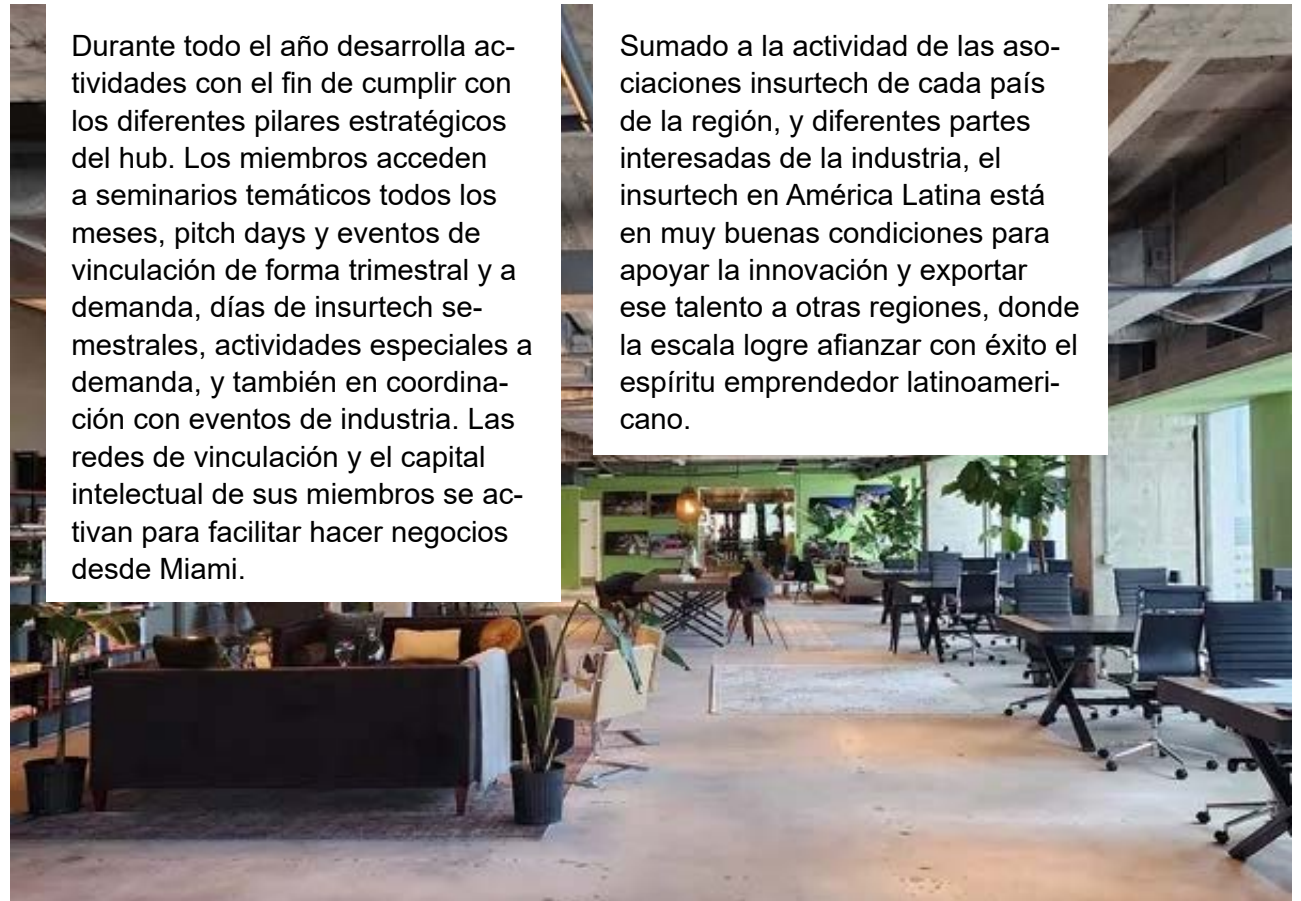 Durante todo el año desarrolla ac-
tividades con el fin de cumplir con
los diferentes pilares estratégicos
del hub. Los miembros acceden
a seminarios temáticos todos los
meses, pitch days y eventos de
vinculación de forma trimestral y a
demanda, días de insurtech se-
mestrales, actividades especiales a
demanda, y también en coordina-
ción con eventos de industria. Las
redes de vinculación y el capital
intelectual de sus miembros se ac-
tivan para facilitar hacer negocios
desde Miami.
Sumado a la actividad de las aso-
ciaciones insurtech de cada país
de la región, y diferentes partes
interesadas de la industria, el
insurtech en América Latina está
en muy buenas condiciones para
apoyar la innovación y exportar
ese talento a otras regiones, donde
la escala logre afianzar con éxito el
espíritu emprendedor latinoameri-
cano.